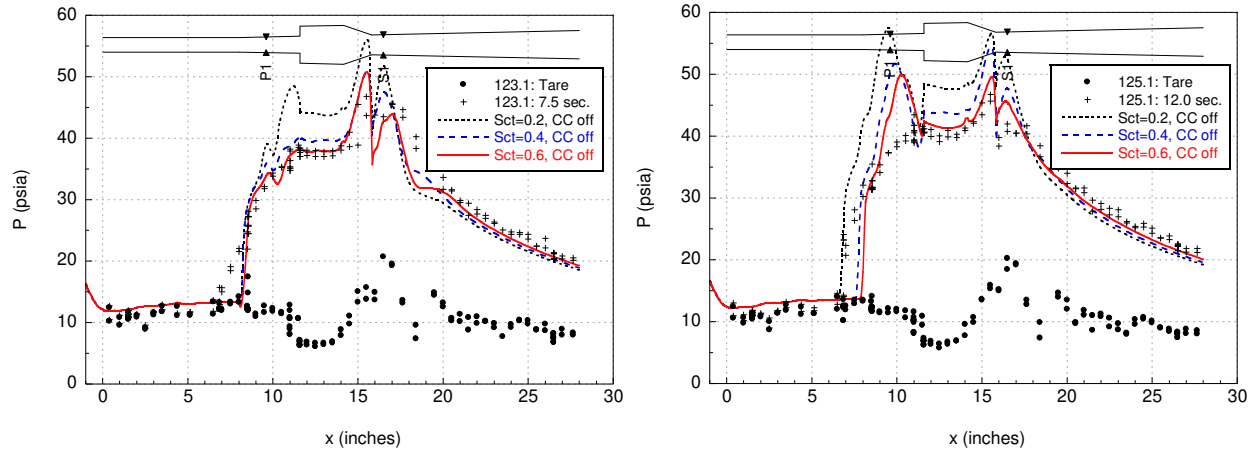 60
50
40
30
20
10
0
P (psia)
0
5
10
15
20
25
30
x (inches)
P1
S1
123.1: Tare
123.1: 7.5 sec.
Sct=0.2, CC off
Sct=0.4, CC off
Sct=0.6, CC off
60
50
40
30
20
10
0
P (psia)
0
5
10
15
20
25
30
x (inches)
P1
S1
125.1: Tare
125.1: 12.0 sec.
Sct=0.2, CC off
Sct=0.4, CC off
Sct=0.6, CC off